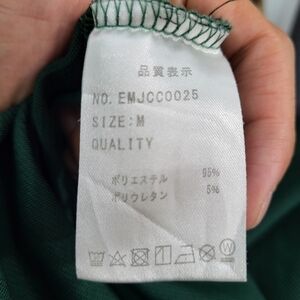 品質表示
NO. EMJCC0025
SIZE:M
QUALITY
ポリエステル 95%
ポリウレタン 5%